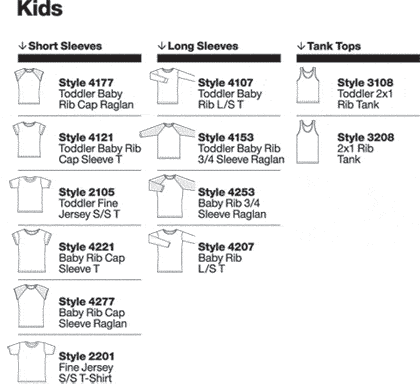 Kids
↓ Short Sleeves
Style 4177
Toddler Baby
Rib Cap Raglan
Style 4121
Toddler Baby Rib
Cap Sleeve T
Style 2105
Toddler Fine
Jersey S/S T
Style 4221
Baby Rib Cap
Sleeve T
Style 4277
Baby Rib Cap
Sleeve Raglan
Style 2201
Fine Jersey
S/S T-Shirt
↓ Long Sleeves
Style 4107
Toddler Baby
Rib L/S T
Style 4153
Toddler Baby Rib
3/4 Sleeve Raglan
Style 4253
Baby Rib 3/4
Sleeve Raglan
Style 4207
Baby Rib
L/S T
↓ Tank Tops
Style 3108
Toddler 2x1
Rib Tank
Style 3208
2x1 Rib
Tank